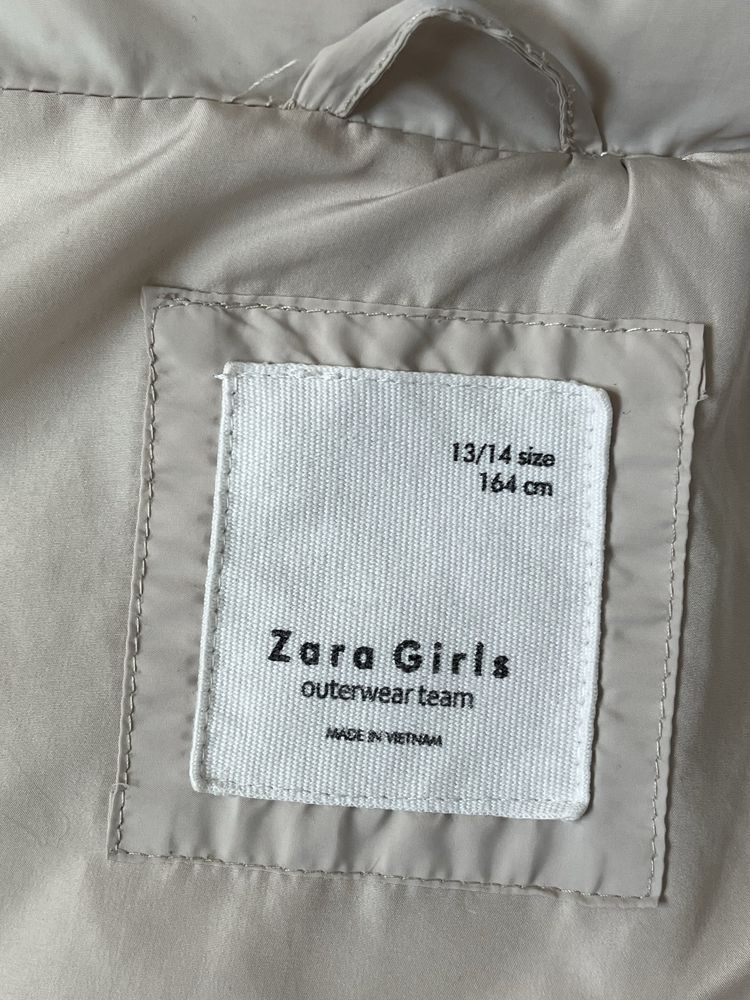 13/14 size
164 cm
Zara Girls
outerwear team
MADE IN VIETNAM